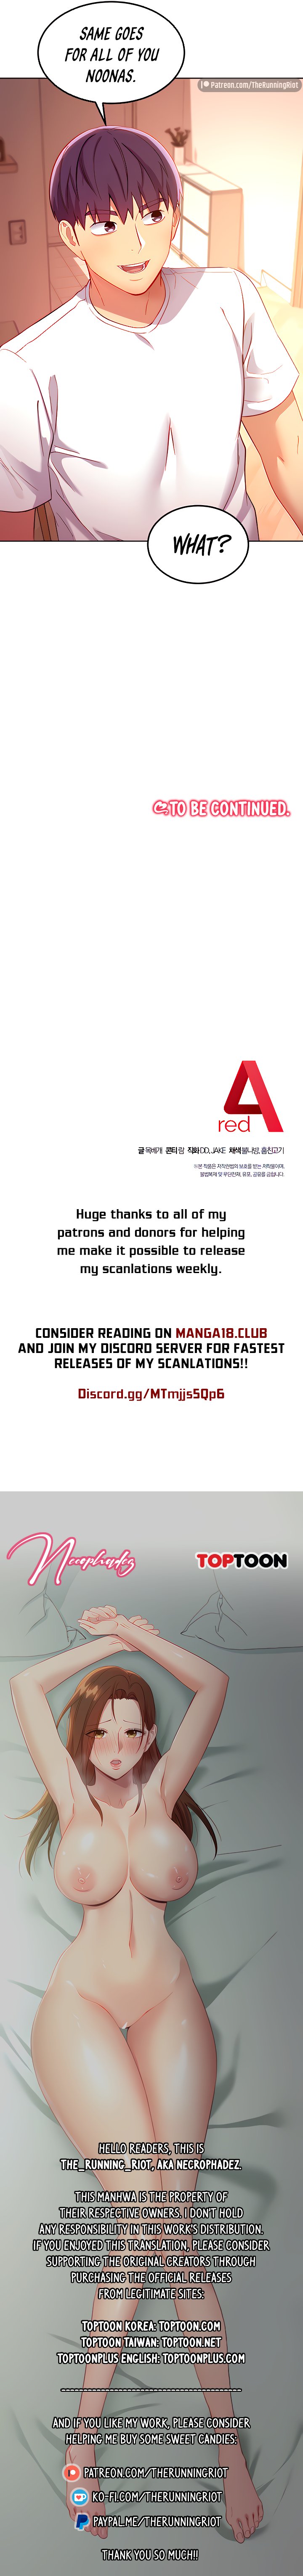 SAME GOES
FOR ALL OF YOU
NOONAS.
Patreon.com/TheRunningRiot
WHAT?
TO BE CONTINUED.
A
red
글 목베개 콘티 람 작화 DD, JAKE 채색 불나방, 훔친고기
※본 작품은 저작권법의 보호를 받는 저작물이며,
불법복제 및 무단전재, 유포, 공유를 금합니다.
Huge thanks to all of my
patrons and donors for helping
me make it possible to release
my scanlations weekly.
CONSIDER READING ON MANGA18.CLUB
AND JOIN MY DISCORD SERVER FOR FASTEST
RELEASES OF MY SCANLATIONS!!
Discord.gg/MTmjjs5Qp6
Necrophadez
TOPTOON
HELLO READERS, THIS IS
THE_RUNNING_RIOT, AKA NECROPHADEZ.
THIS MANHWA IS THE PROPERTY OF
THEIR RESPECTIVE OWNERS. I DON'T HOLD
ANY RESPONSIBILITY IN THIS WORK'S DISTRIBUTION.
IF YOU ENJOYED THIS TRANSLATION, PLEASE CONSIDER
SUPPORTING THE ORIGINAL CREATORS THROUGH
PURCHASING THE OFFICIAL RELEASES
FROM LEGITIMATE SITES:
TOPTOON KOREA: TOPTOON.COM
TOPTOON TAIWAN: TOPTOON.NET
TOPTOONPLUS ENGLISH: TOPTOONPLUS.COM
AND IF YOU LIKE MY WORK, PLEASE CONSIDER
HELPING ME BUY SOME SWEET CANDIES:
PATREON.COM/THERUNNINGRIOT
KO-FI.COM/THERUNNINGRIOT
PAYPAL.ME/THERUNNINGRIOT
THANK YOU SO MUCH!!